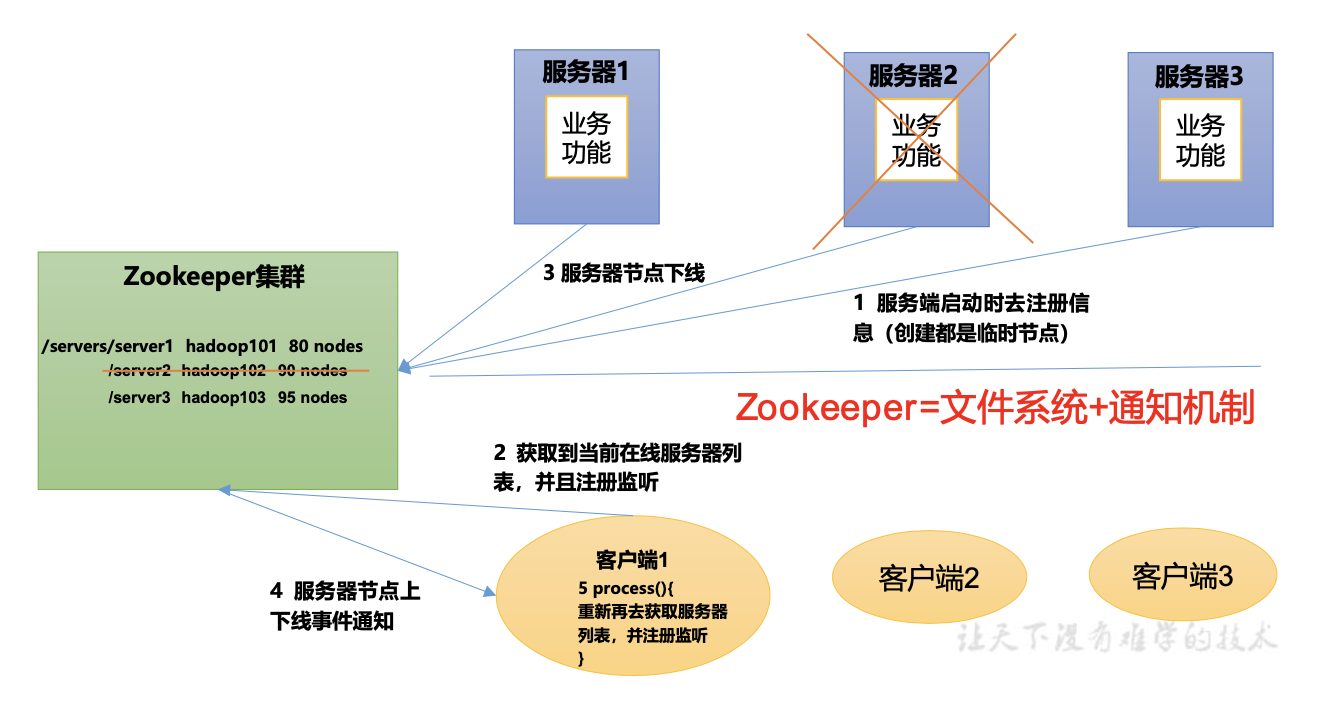 服务器1
业务
功能
服务器2
业务
功能
服务器3
业务
功能
3 服务器节点下线
1 服务端启动时去注册信
息（创建都是临时节点）
Zookeeper集群
/servers/server1 hadoop101 80 nodes
/server2 hadoop102 90 nodes
/server3 hadoop103 95 nodes
Zookeeper=文件系统+通知机制
2 获取到当前在线服务器列
表，并且注册监听
4 服务器节点上
下线事件通知
客户端1
5 process(){
重新再去获取服务器
列表，并注册监听
}
客户端2
客户端3
让天下没有难学的技术